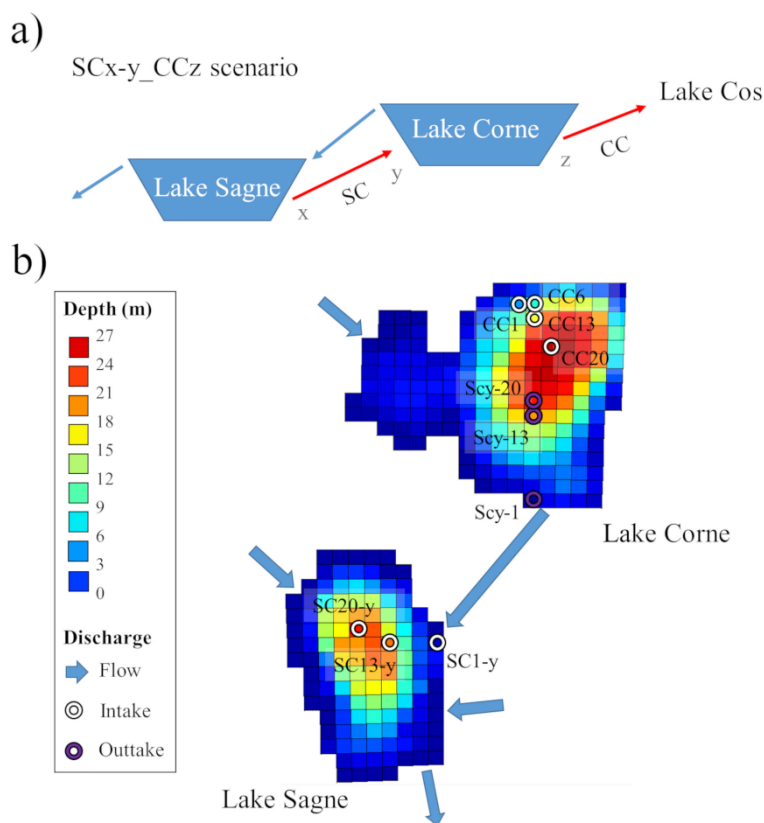 a)
SCx-y_CCz scenario
Lake Cos
Lake Corne
CC
z
y
Lake Sagne
SC
x
b)
Depth (m)
27
24
18
15
12
9
6
3
0
Discharge
Flow
Intake
Outtake
CC6
CC1
CC13
CC20
Scy-20
Scy-13
Scy-1
Lake Corne
SC20-y
SC13-y
SC1-y
Lake Sagne